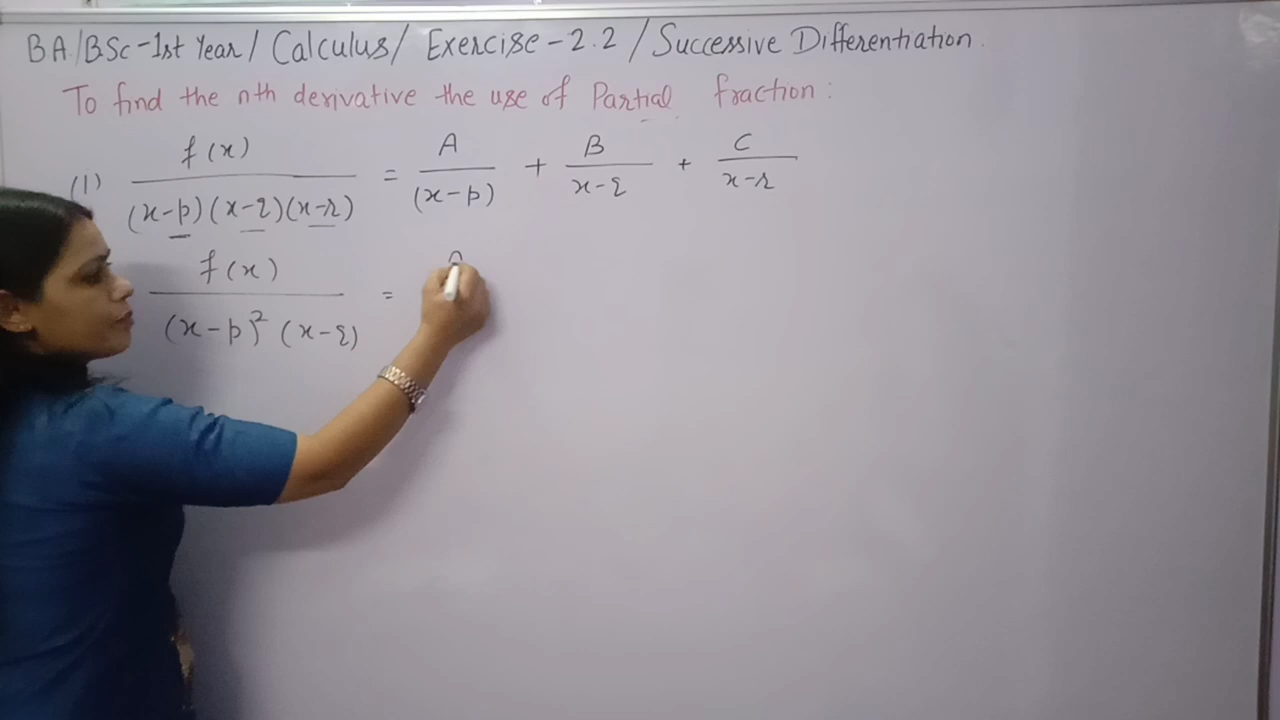 BA/BSc-1st Year/ Calculus/ Exercise-2.2/Successive Differentiation
To find the nth derivative the use of Partial fraction:
(1) f(x) / (x-p)(x-q)(x-r) = A / (x-p) + B / x-q + C / x-r
f(x) / (x-p)² (x-q) = A